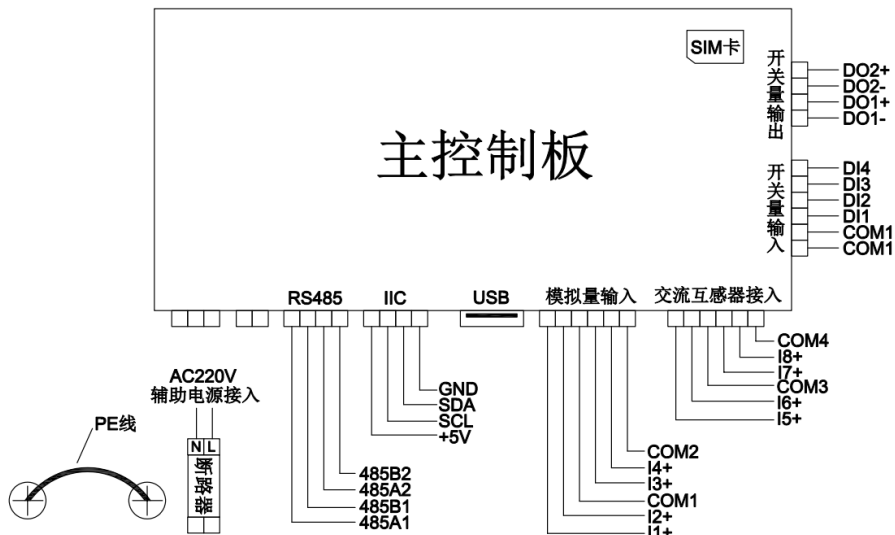 SIM卡
开关量输出
DO2+
DO2-
DO1+
DO1-
主控制板
开关量输入
DI4
DI3
DI2
DI1
COM1
COM1
RS485
IIC
USB
模拟量输入
交流互感器接入
COM4
I8+
I7+
COM3
I6+
I5+
AC220V
辅助电源接入
GND
SDA
SCL
+5V
PE线
N L
断路器
485B2
485A2
485B1
485A1
COM2
I4+
I3+
COM1
I2+
I1+